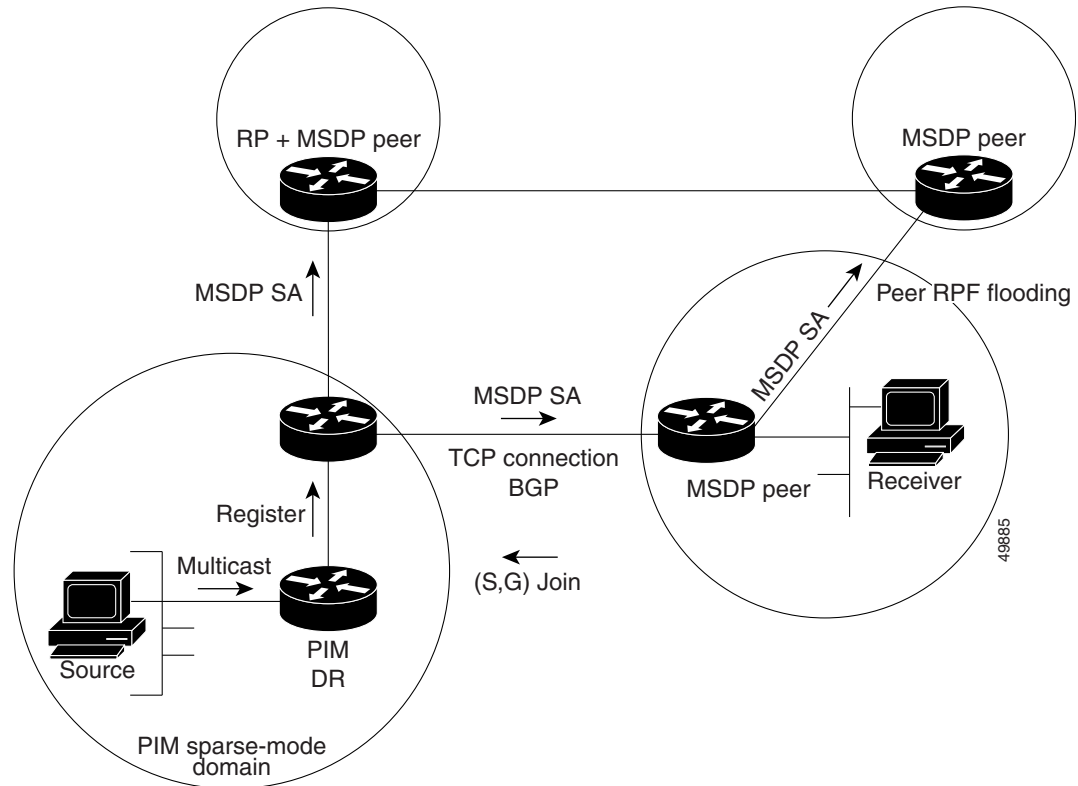 RP + MSDP peer
MSDP peer
MSDP SA
Peer RPF flooding
MSDP SA
MSDP SA
TCP connection
BGP
MSDP peer
Receiver
Register
Multicast
(S,G) Join
49885
Source
PIM
DR
PIM sparse-mode
domain